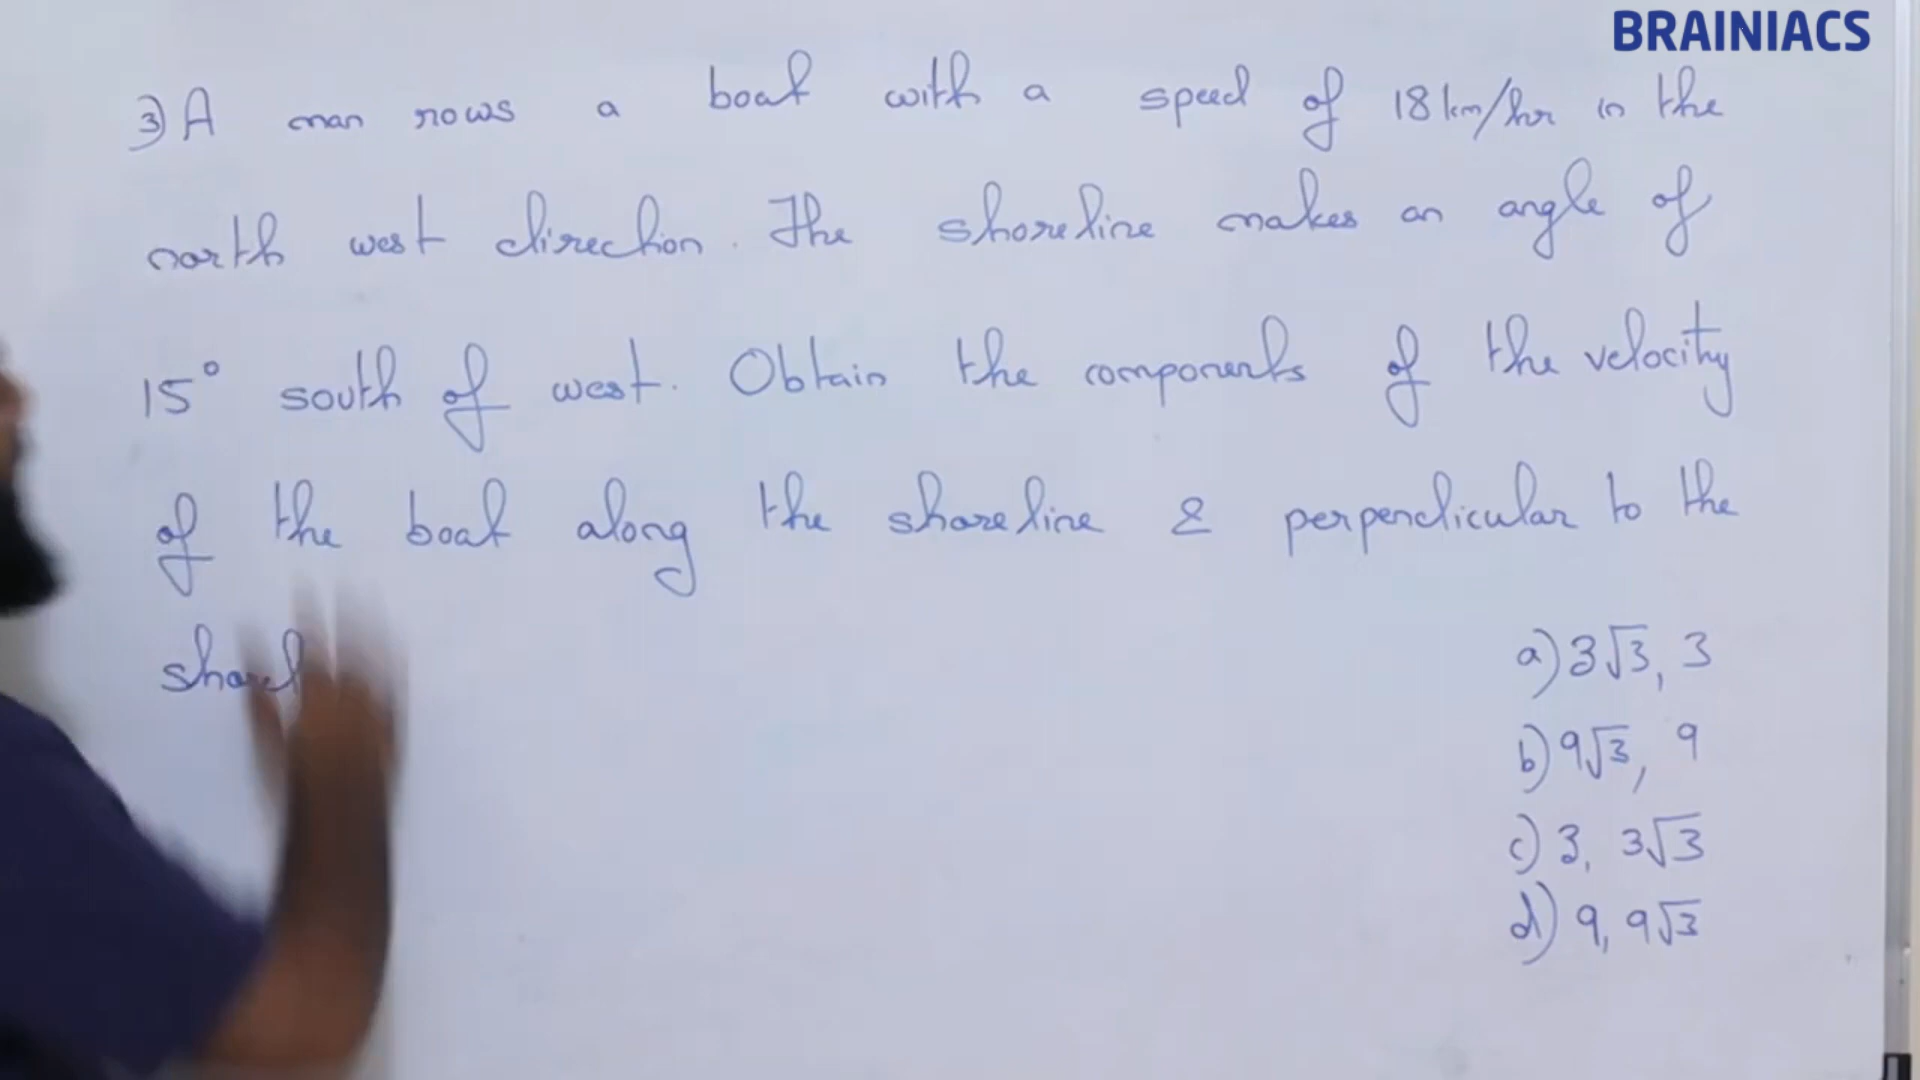 BRAINIACS
3) A man rows a boat with a speed of 18 km/hr in the
north west direction. The shoreline makes an angle of
15° south of west. Obtain the components of the velocity
of the boat along the shoreline & perpendicular to the
a) 3√3, 3
b) 9√3, 9
c) 3, 3√3
d) 9, 9√3